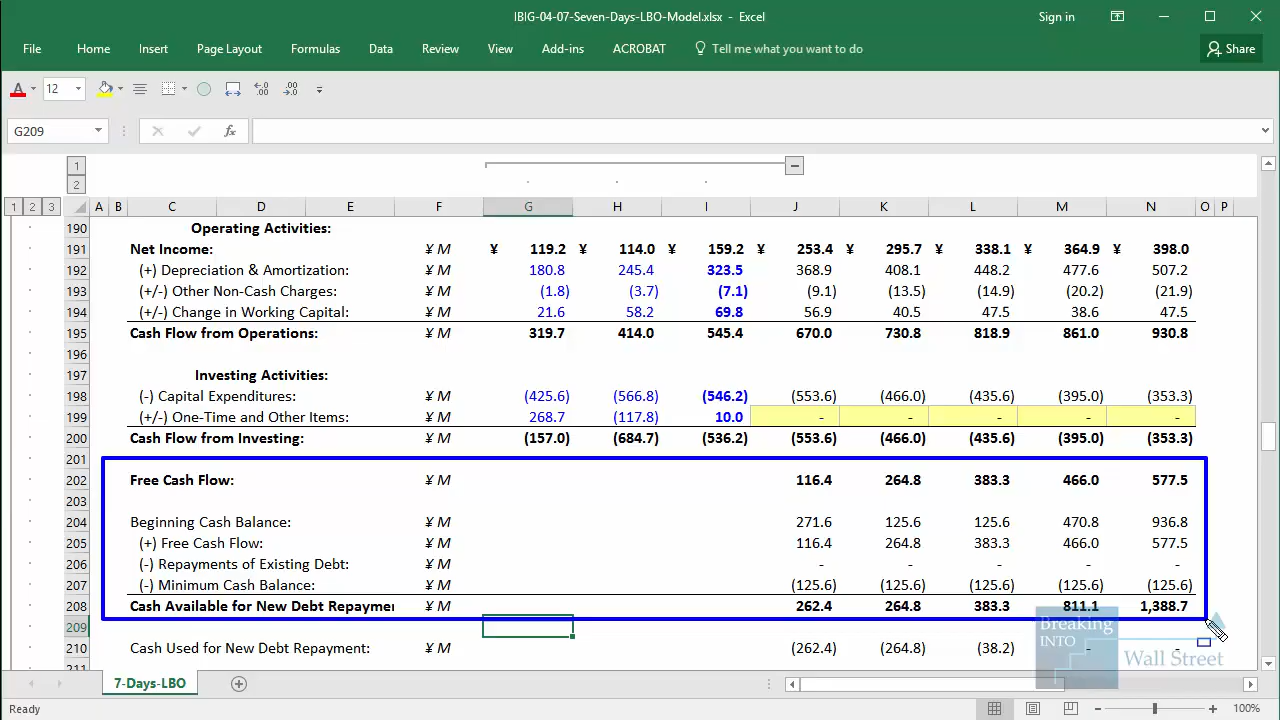 IBIG-04-07-Seven-Days-LBO-Model.xlsx - Excel
Sign in
File Home Insert Page Layout Formulas Data Review View Add-ins ACROBAT Tell me what you want to do Share
A 12
G209 fx
1
2
1 2 3 A B C D E F G H I J K L M N O P
190 Operating Activities:
191 Net Income: ¥ M ¥ 119.2 ¥ 114.0 ¥ 159.2 ¥ 253.4 ¥ 295.7 ¥ 338.1 ¥ 364.9 ¥ 398.0
192 (+) Depreciation & Amortization: ¥ M 180.8 245.4 323.5 368.9 408.1 448.2 477.6 507.2
193 (+/-) Other Non-Cash Charges: ¥ M (1.8) (3.7) (7.1) (9.1) (13.5) (14.9) (20.2) (21.9)
194 (+/-) Change in Working Capital: ¥ M 21.6 58.2 69.8 56.9 40.5 47.5 38.6 47.5
195 Cash Flow from Operations: ¥ M 319.7 414.0 545.4 670.0 730.8 818.9 861.0 930.8
196
197 Investing Activities:
198 (-) Capital Expenditures: ¥ M (425.6) (566.8) (546.2) (553.6) (466.0) (435.6) (395.0) (353.3)
199 (+/-) One-Time and Other Items: ¥ M 268.7 (117.8) 10.0 - - - - -
200 Cash Flow from Investing: ¥ M (157.0) (684.7) (536.2) (553.6) (466.0) (435.6) (395.0) (353.3)
201
202 Free Cash Flow: ¥ M 116.4 264.8 383.3 466.0 577.5
203
204 Beginning Cash Balance: ¥ M 271.6 125.6 125.6 470.8 936.8
205 (+) Free Cash Flow: ¥ M 116.4 264.8 383.3 466.0 577.5
206 (-) Repayments of Existing Debt: ¥ M - - - - -
207 (-) Minimum Cash Balance: ¥ M (125.6) (125.6) (125.6) (125.6) (125.6)
208 Cash Available for New Debt Repaymen ¥ M 262.4 264.8 383.3 811.1 1,388.7
209
210 Cash Used for New Debt Repayment: ¥ M (262.4) (264.8) (38.2) - -
211
Breaking
INTO
Wall Street
7-Days-LBO
Ready 100%